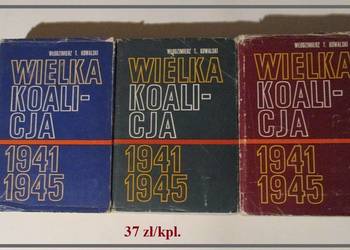 WŁODZIMIERZ T. KOWALSKI
WIELKA
KOALI-
CJA
1941
1945
WŁODZIMIERZ T. KOWALSKI
WIELKA
KOALI-
CJA
1941
1945
WŁODZIMIERZ T. KOWALSKI
WIELKA
KOALI-
CJA
1941
1945
37 zł/kpl.